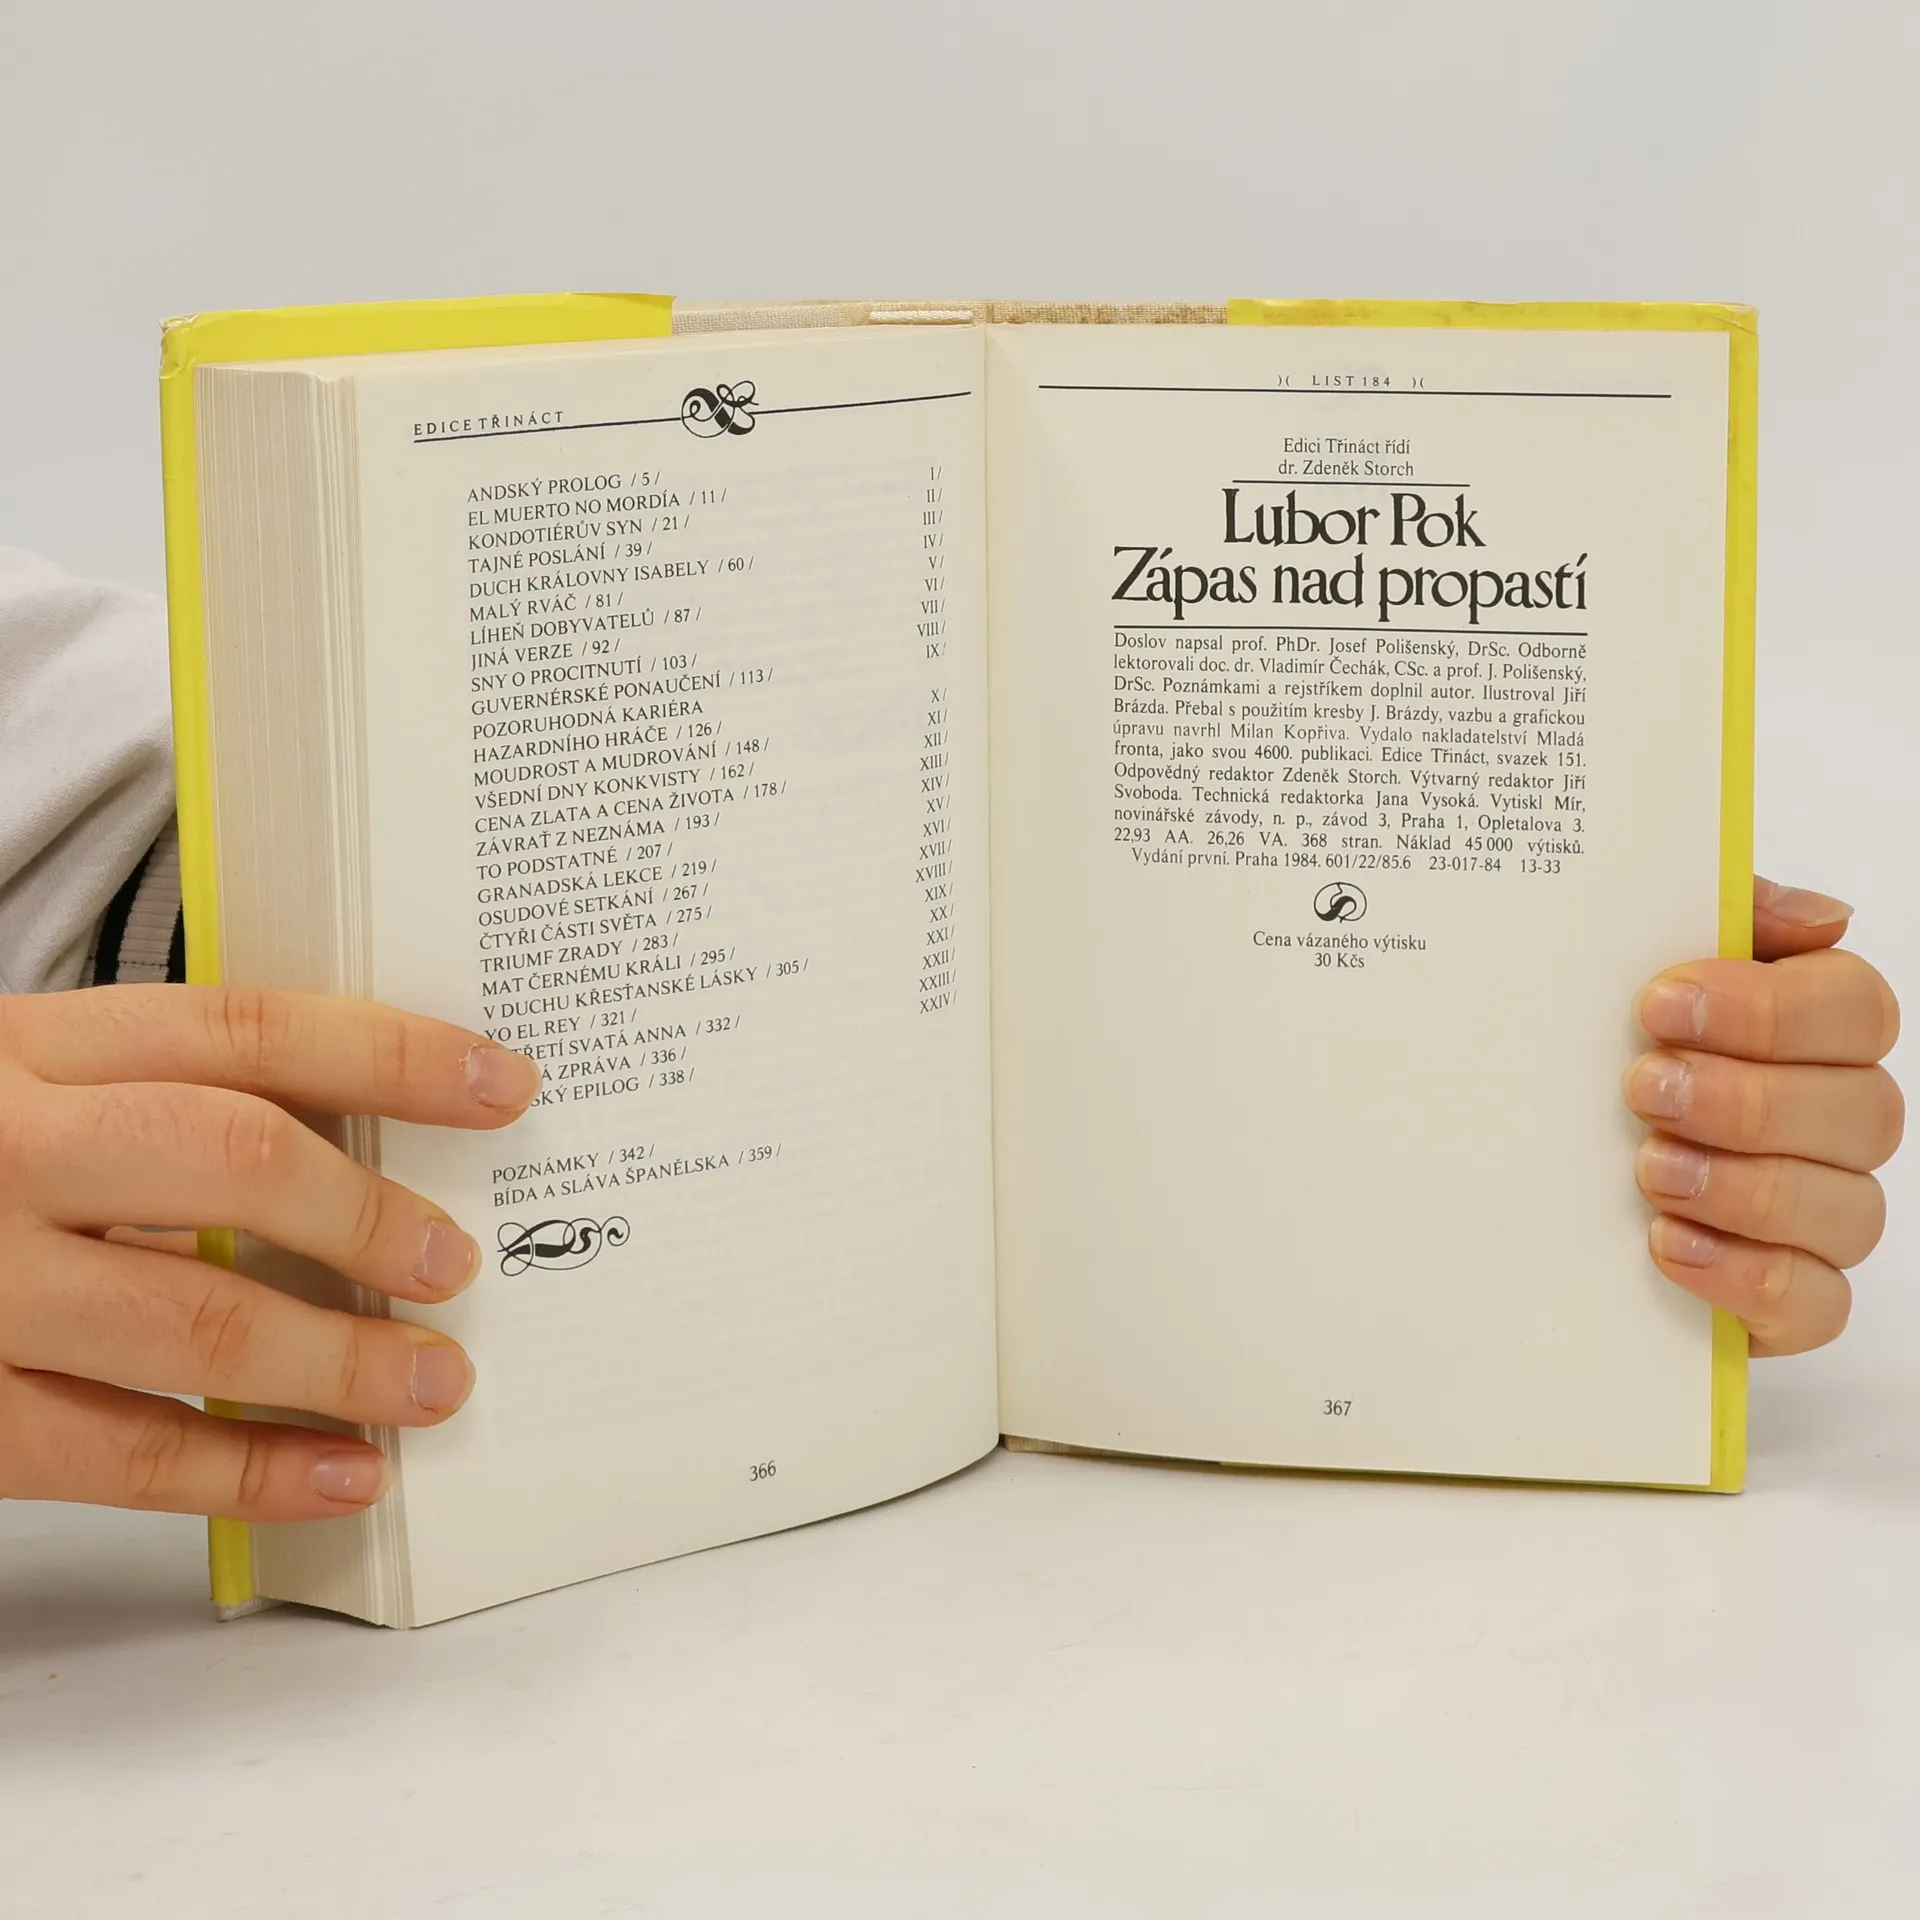 EDICE TŘINÁCT
ANDSKÝ PROLOG / 5 /
EL MUERTO NO MORDÍA / 11 / I/
KONDOTIÉRŮV SYN / 21 / II/
TAJNÉ POSLÁNÍ / 39 / III/
DUCH KRÁLOVNY ISABELY / 60 / IV/
MALÝ RVÁČ / 81 / V/
LÍHEŇ DOBYVATELŮ / 87 / VI/
JINÁ VERZE / 92 / VII/
SNY O PROCITNUTÍ / 103 / VIII/
GUVERNÉRSKÉ PONAUČENÍ / 113 / IX/
POZORUHODNÁ KARIÉRA
HAZARDNÍHO HRÁČE / 126 / X/
MOUDROST A MUDROVÁNÍ / 148 / XI/
VŠEDNÍ DNY KONKVISTY / 162 / XII/
CENA ZLATA A CENA ŽIVOTA / 178 / XIII/
ZÁVRAŤ Z NEZNÁMA / 193 / XIV/
TO PODSTATNÉ / 207 / XV/
GRANADSKÁ LEKCE / 219 / XVI/
OSUDOVÉ SETKÁNÍ / 267 / XVII/
ČTYŘI ČÁSTI SVĚTA / 275 / XVIII/
TRIUMF ZRADY / 283 / XIX/
MAT ČERNÉMU KRÁLI / 295 / XX/
V DUCHU KŘESŤANSKÉ LÁSKY / 305 / XXI/
YO EL REY / 321 / XXII/
TŘETÍ SVATÁ ANNA / 332 / XXIII/
ZPRÁVA / 336 / XXIV/
EPILOG / 338 /
POZNÁMKY / 342 /
BÍDA A SLÁVA ŠPANĚLSKA / 359 /
366
)( LIST 184 )(
Edici Třináct řídí
dr. Zdeněk Storch
Lubor Pok
Zápas nad propastí
Doslov napsal prof. PhDr. Josef Polišenský, DrSc. Odborně
lektorovali doc. dr. Vladimír Čechák, CSc. a prof. J. Polišenský,
DrSc. Poznámkami a rejstříkem doplnil autor. Ilustroval Jiří
Brázda. Přebal s použitím kresby J. Brázdy, vazbu a grafickou
úpravu navrhl Milan Kopřiva. Vydalo nakladatelství Mladá
fronta, jako svou 4600. publikaci. Edice Třináct, svazek 151.
Odpovědný redaktor Zdeněk Storch. Výtvarný redaktor Jiří
Svoboda. Technická redaktorka Jana Vysoká. Vytiskl Mír,
novinářské závody, n. p., závod 3, Praha 1, Opletalova 3.
22,93 AA. 26,26 VA. 368 stran. Náklad 45 000 výtisků.
Vydání první. Praha 1984. 601/22/85.6 23-017-84 13-33
Cena vázaného výtisku
30 Kčs
367